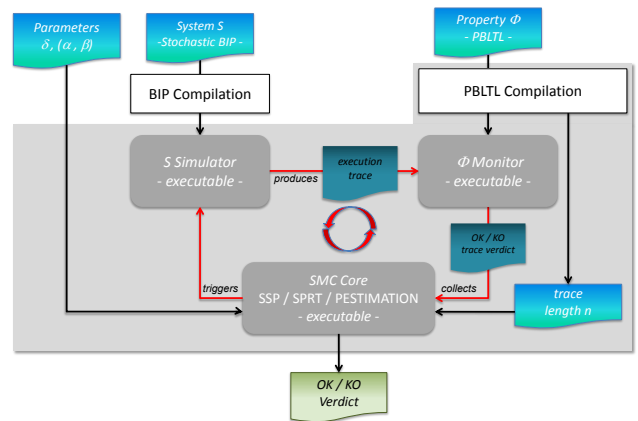 Parameters
δ, (α, β)
System S
-Stochastic BIP -
Property Φ
- PBLTL -
BIP Compilation
PBLTL Compilation
S Simulator
- executable -
produces
execution
trace
Φ Monitor
- executable -
OK / KO
trace verdict
triggers
SMC Core
SSP / SPRT / PESTIMATION
- executable -
collects
trace
length n
OK / KO
Verdict